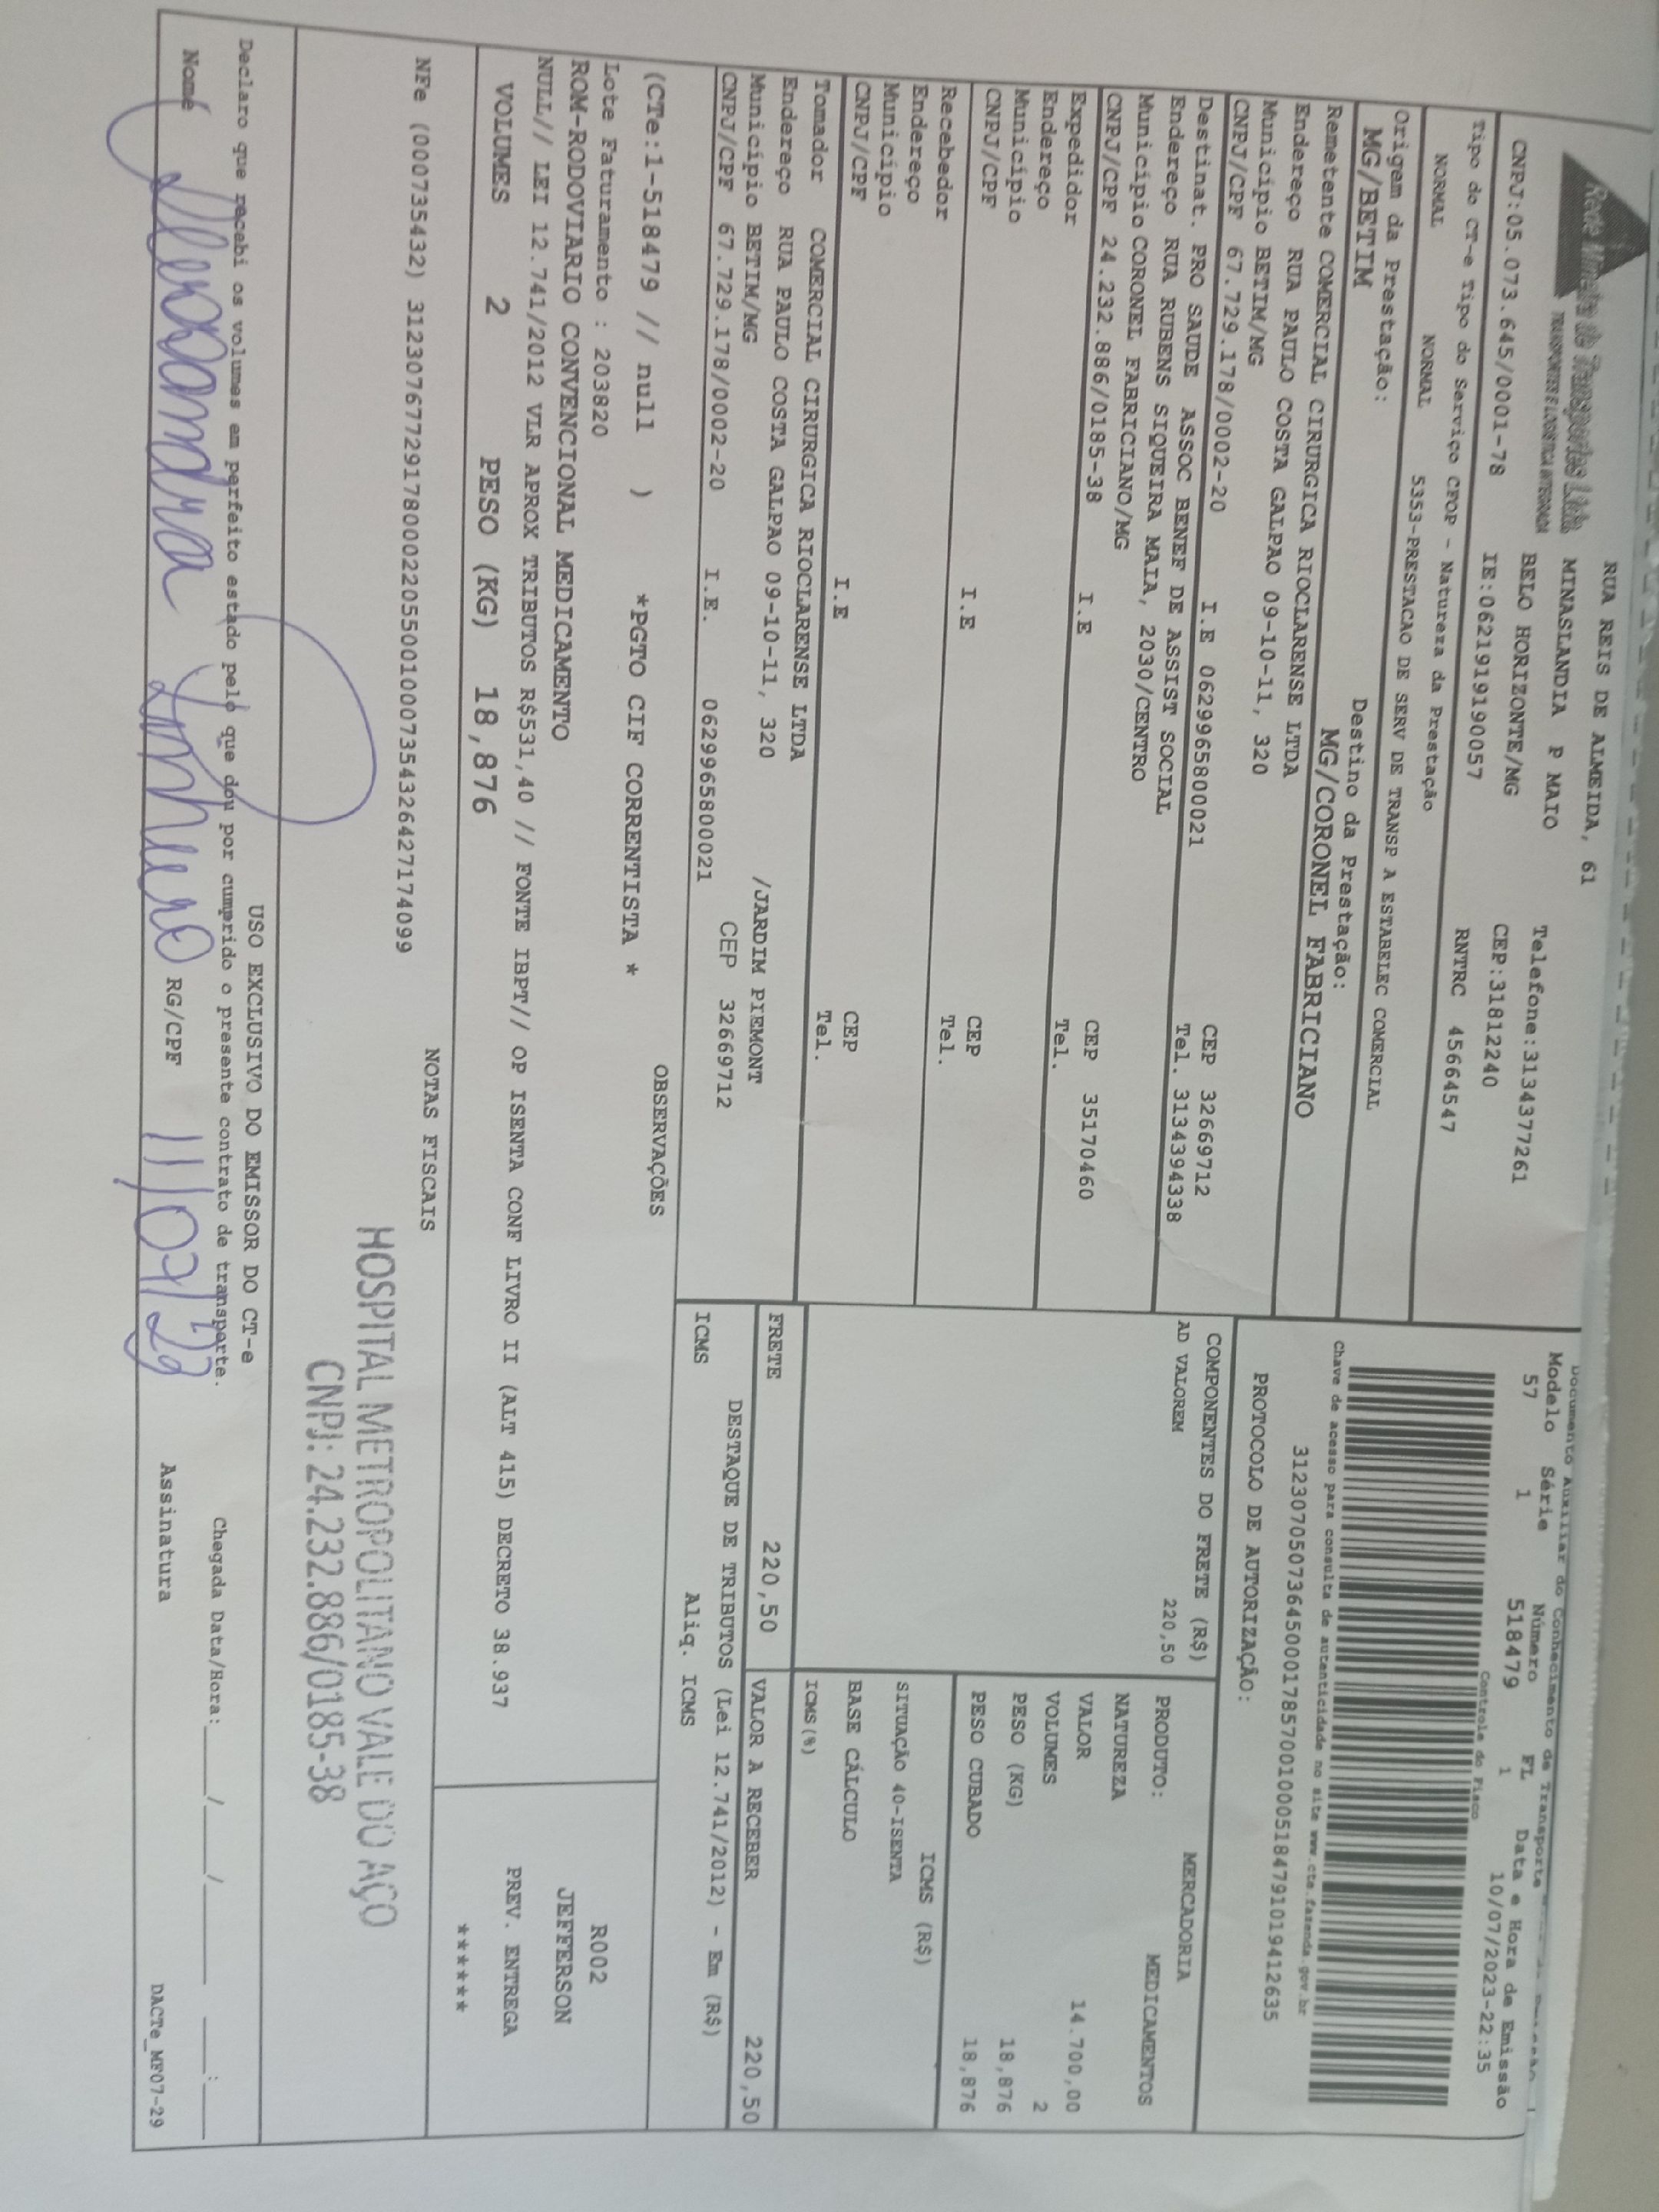 Rede Mineira de Transportes Ltda
TRANSPORTES E LOGISTICA INTEGRADA
RUA REIS DE ALMEIDA, 61
MINASLANDIA P MAIO
Telefone:3134377261
BELO HORIZONTE/MG
CEP:31812240
CNPJ:05.073.645/0001-78 IE:0621919190057 RNTRC 45664547
Tipo do CT-e Tipo do Serviço CFOP - Natureza da Prestação
NORMAL NORMAL 5353-PRESTACAO DE SERV DE TRANSP A ESTABELEC COMERCIAL
Origem da Prestação: Destino da Prestação:
MG/BETIM MG/CORONEL FABRICIANO
Documento Auxiliar do Conhecimento de Transporte
Modelo Série Número FL Data e Hora de Emissão
57 1 518479 1 10/07/2023-22:35
Controle do Fisco
Chave de acesso para consulta de autenticidade no site www.cte.fazenda.gov.br
31230705073645000178570010005184791019412635
PROTOCOLO DE AUTORIZAÇÃO:
Remetente COMERCIAL CIRURGICA RIOCLARENSE LTDA
Endereço RUA PAULO COSTA GALPAO 09-10-11, 320
Município BETIM/MG CEP 32669712
CNPJ/CPF 67.729.178/0002-20 I.E 0629965800021 Tel. 3134394338
Destinat. PRO SAUDE ASSOC BENEF DE ASSIST SOCIAL
Endereço RUA RUBENS SIQUEIRA MAIA, 2030/CENTRO
Município CORONEL FABRICIANO/MG CEP 35170460
CNPJ/CPF 24.232.886/0185-38 I.E Tel.
Expedidor
Endereço
Município CEP
CNPJ/CPF I.E Tel.
Recebedor
Endereço
Município CEP
CNPJ/CPF I.E Tel.
Tomador COMERCIAL CIRURGICA RIOCLARENSE LTDA
Endereço RUA PAULO COSTA GALPAO 09-10-11, 320 /JARDIM PIEMONT
Município BETIM/MG CEP 32669712
CNPJ/CPF 67.729.178/0002-20 I.E. 0629965800021
COMPONENTES DO FRETE (R$)
AD VALOREM 220,50
MERCADORIA
PRODUTO: MEDICAMENTOS
NATUREZA
VALOR 14.700,00
VOLUMES 2
PESO (KG) 18,876
PESO CUBADO 18,876
ICMS (R$)
SITUAÇÃO 40-ISENTA
BASE CÁLCULO
ICMS(%)
FRETE 220,50 VALOR A RECEBER 220,50
DESTAQUE DE TRIBUTOS (Lei 12.741/2012) - Em (R$)
ICMS Aliq. ICMS
OBSERVAÇÕES
(CTe:1-518479 // null ) *PGTO CIF CORRENTISTA *
Lote Faturamento : 203820
ROM-RODOVIARIO CONVENCIONAL MEDICAMENTO
NULL// LEI 12.741/2012 VLR APROX TRIBUTOS R$531,40 // FONTE IBPT// OP ISENTA CONF LIVRO II (ALT 415) DECRETO 38.937
VOLUMES 2 PESO (KG) 18,876
R002
JEFFERSON
PREV. ENTREGA
******
NOTAS FISCAIS
NFe (000735432) 31230767729178000220550010007354326427174099
HOSPITAL METROPOLITANO VALE DO AÇO
CNPJ: 24.232.886/0185-38
USO EXCLUSIVO DO EMISSOR DO CT-e
Declaro que recebi os volumes em perfeito estado pelo que dou por cumprido o presente contrato de transporte.
Chegada Data/Hora:____/____/____ ___:___
Nome RG/CPF 11/07/23 Assinatura
DACTe_MF07-29